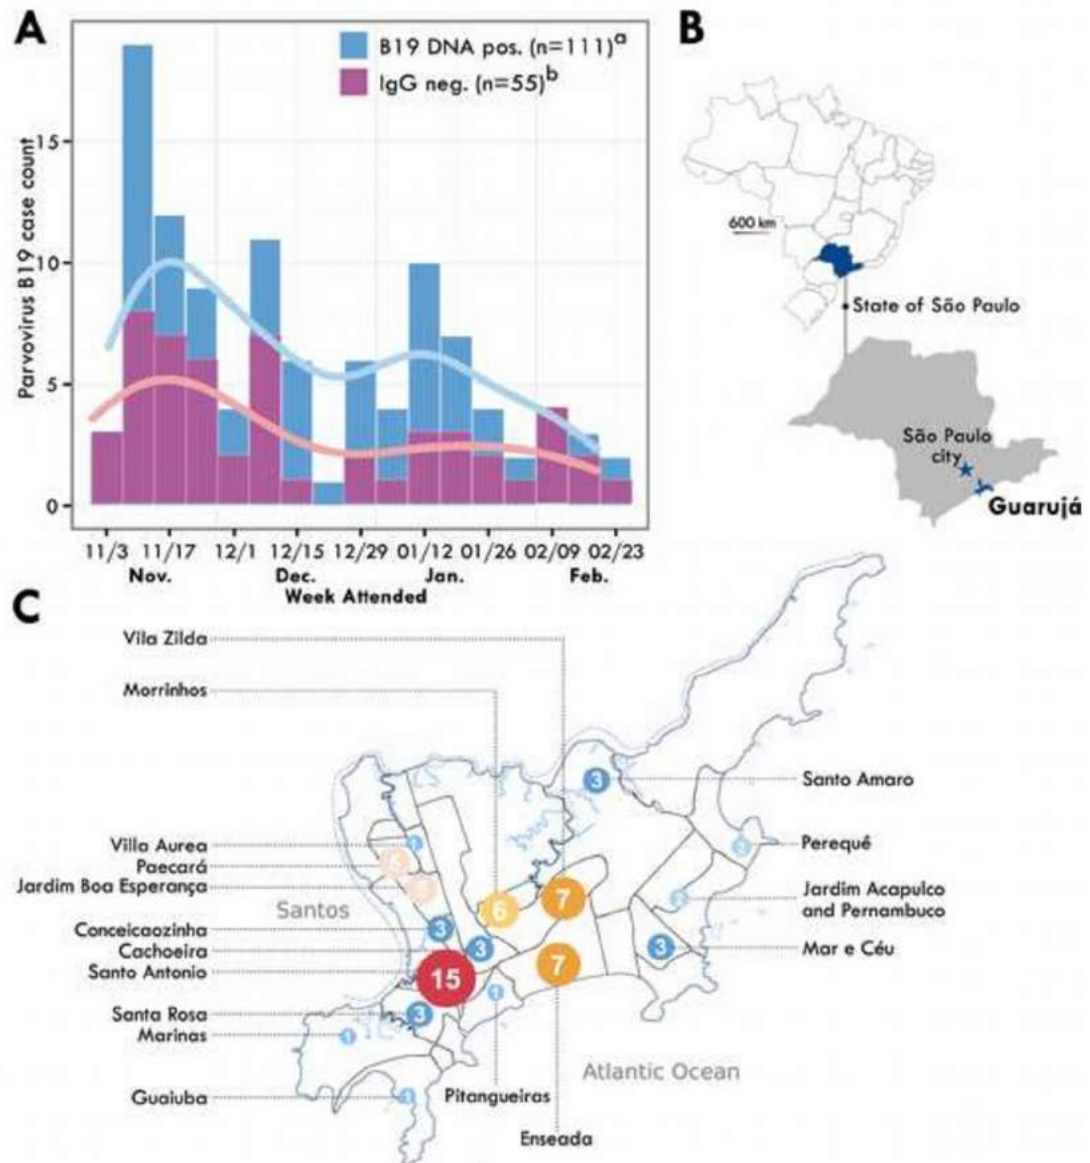 A
B19 DNA pos. (n=111)a
IgG neg. (n=55)b
Parvovirus B19 case count
15
10
5
0
11/3 11/17 12/1 12/15 12/29 01/12 01/26 02/09 02/23
Nov. Dec. Jan. Feb.
Week Attended
B
600 km
State of São Paulo
São Paulo
city
Guarujá
C
Vila Zilda
Morrinhos
Villa Aurea
Paecará
Jardim Boa Esperança
Santos
Conceicaozinha
Cachoeira
Santo Antonio
Santa Rosa
Marinas
Guaiuba
Pitangueiras
Enseada
Atlantic Ocean
Santo Amaro
Perequê
Jardim Acapulco
and Pernambuco
Mar e Céu
3
1
2
2
6
7
3
3
3
15
7
1
3
1
1